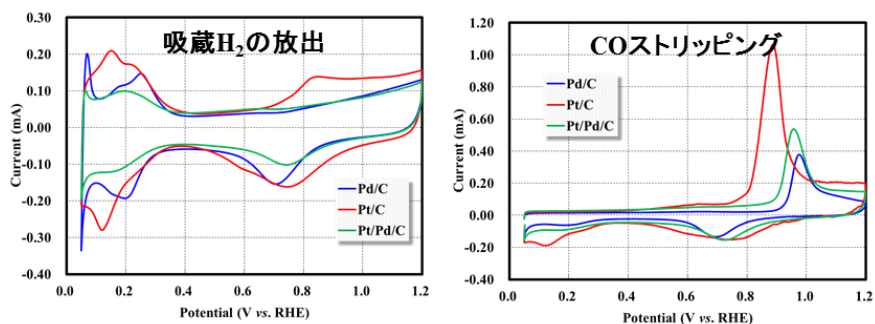 吸蔵H₂の放出
0.30
0.20
0.10
0.00
-0.10
-0.20
-0.30
-0.40
Current (mA)
Pd/C
Pt/C
Pt/Pd/C
0.0 0.2 0.4 0.6 0.8 1.0 1.2
Potential (V vs. RHE)
COストリッピング
1.20
1.00
0.80
0.60
0.40
0.20
0.00
-0.20
-0.40
Current (mA)
Pd/C
Pt/C
Pt/Pd/C
0.0 0.2 0.4 0.6 0.8 1.0 1.2
Potential (V vs. RHE)